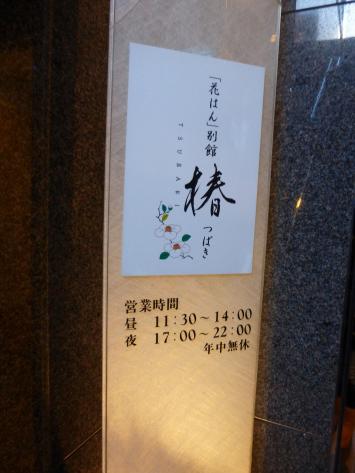 「花はん」別館
TSUBAKI
椿
つばき
営業時間
昼 11:30〜14:00
夜 17:00〜22:00
年中無休